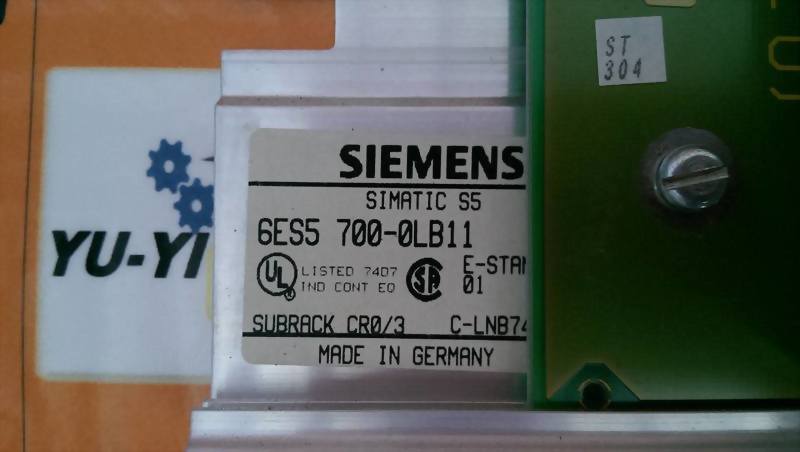 ST
304
SIEMENS
SIMATIC S5
6ES5 700-0LB11
UL LISTED 74D7
IND CONT EQ
SA
E-STAN
01
SUBRACK CR0/3 C-LNB74
MADE IN GERMANY
YU-YI